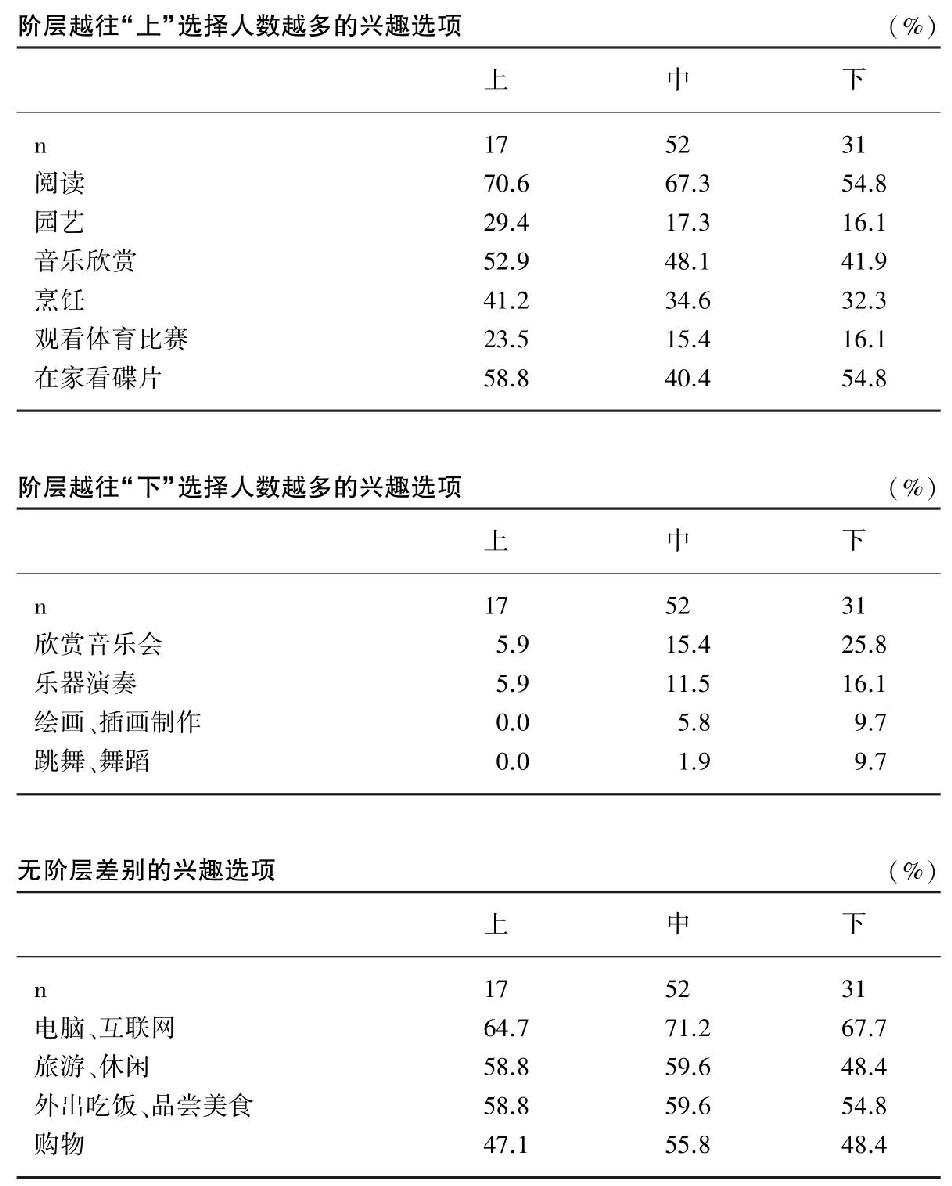 阶层越往“上”选择人数越多的兴趣选项 (%)
上 中 下
n 17 52 31
阅读 70.6 67.3 54.8
园艺 29.4 17.3 16.1
音乐欣赏 52.9 48.1 41.9
烹饪 41.2 34.6 32.3
观看体育比赛 23.5 15.4 16.1
在家看碟片 58.8 40.4 54.8
阶层越往“下”选择人数越多的兴趣选项 (%)
上 中 下
n 17 52 31
欣赏音乐会 5.9 15.4 25.8
乐器演奏 5.9 11.5 16.1
绘画、插画制作 0.0 5.8 9.7
跳舞、舞蹈 0.0 1.9 9.7
无阶层差别的兴趣选项 (%)
上 中 下
n 17 52 31
电脑、互联网 64.7 71.2 67.7
旅游、休闲 58.8 59.6 48.4
外出吃饭、品尝美食 58.8 59.6 54.8
购物 47.1 55.8 48.4